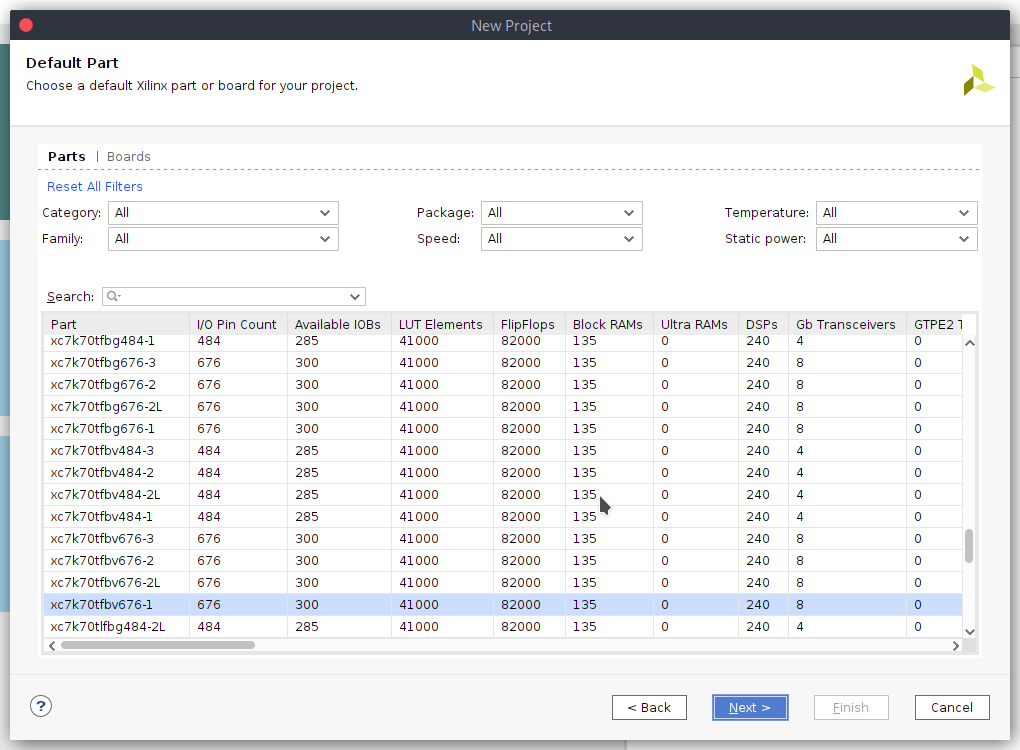 New Project
Default Part
Choose a default Xilinx part or board for your project.
Parts | Boards
Reset All Filters
Category: All Package: All Temperature: All
Family: All Speed: All Static power: All
Search:
Part I/O Pin Count Available IOBs LUT Elements FlipFlops Block RAMs Ultra RAMs DSPs Gb Transceivers GTPE2 T
xc7k70tfbg484-1 484 285 41000 82000 135 0 240 4 0
xc7k70tfbg676-3 676 300 41000 82000 135 0 240 8 0
xc7k70tfbg676-2 676 300 41000 82000 135 0 240 8 0
xc7k70tfbg676-2L 676 300 41000 82000 135 0 240 8 0
xc7k70tfbg676-1 676 300 41000 82000 135 0 240 8 0
xc7k70tfbv484-3 484 285 41000 82000 135 0 240 4 0
xc7k70tfbv484-2 484 285 41000 82000 135 0 240 4 0
xc7k70tfbv484-2L 484 285 41000 82000 135 0 240 4 0
xc7k70tfbv484-1 484 285 41000 82000 135 0 240 4 0
xc7k70tfbv676-3 676 300 41000 82000 135 0 240 8 0
xc7k70tfbv676-2 676 300 41000 82000 135 0 240 8 0
xc7k70tfbv676-2L 676 300 41000 82000 135 0 240 8 0
xc7k70tfbv676-1 676 300 41000 82000 135 0 240 8 0
xc7k70tlfbg484-2L 484 285 41000 82000 135 0 240 4 0
? < Back Next > Finish Cancel